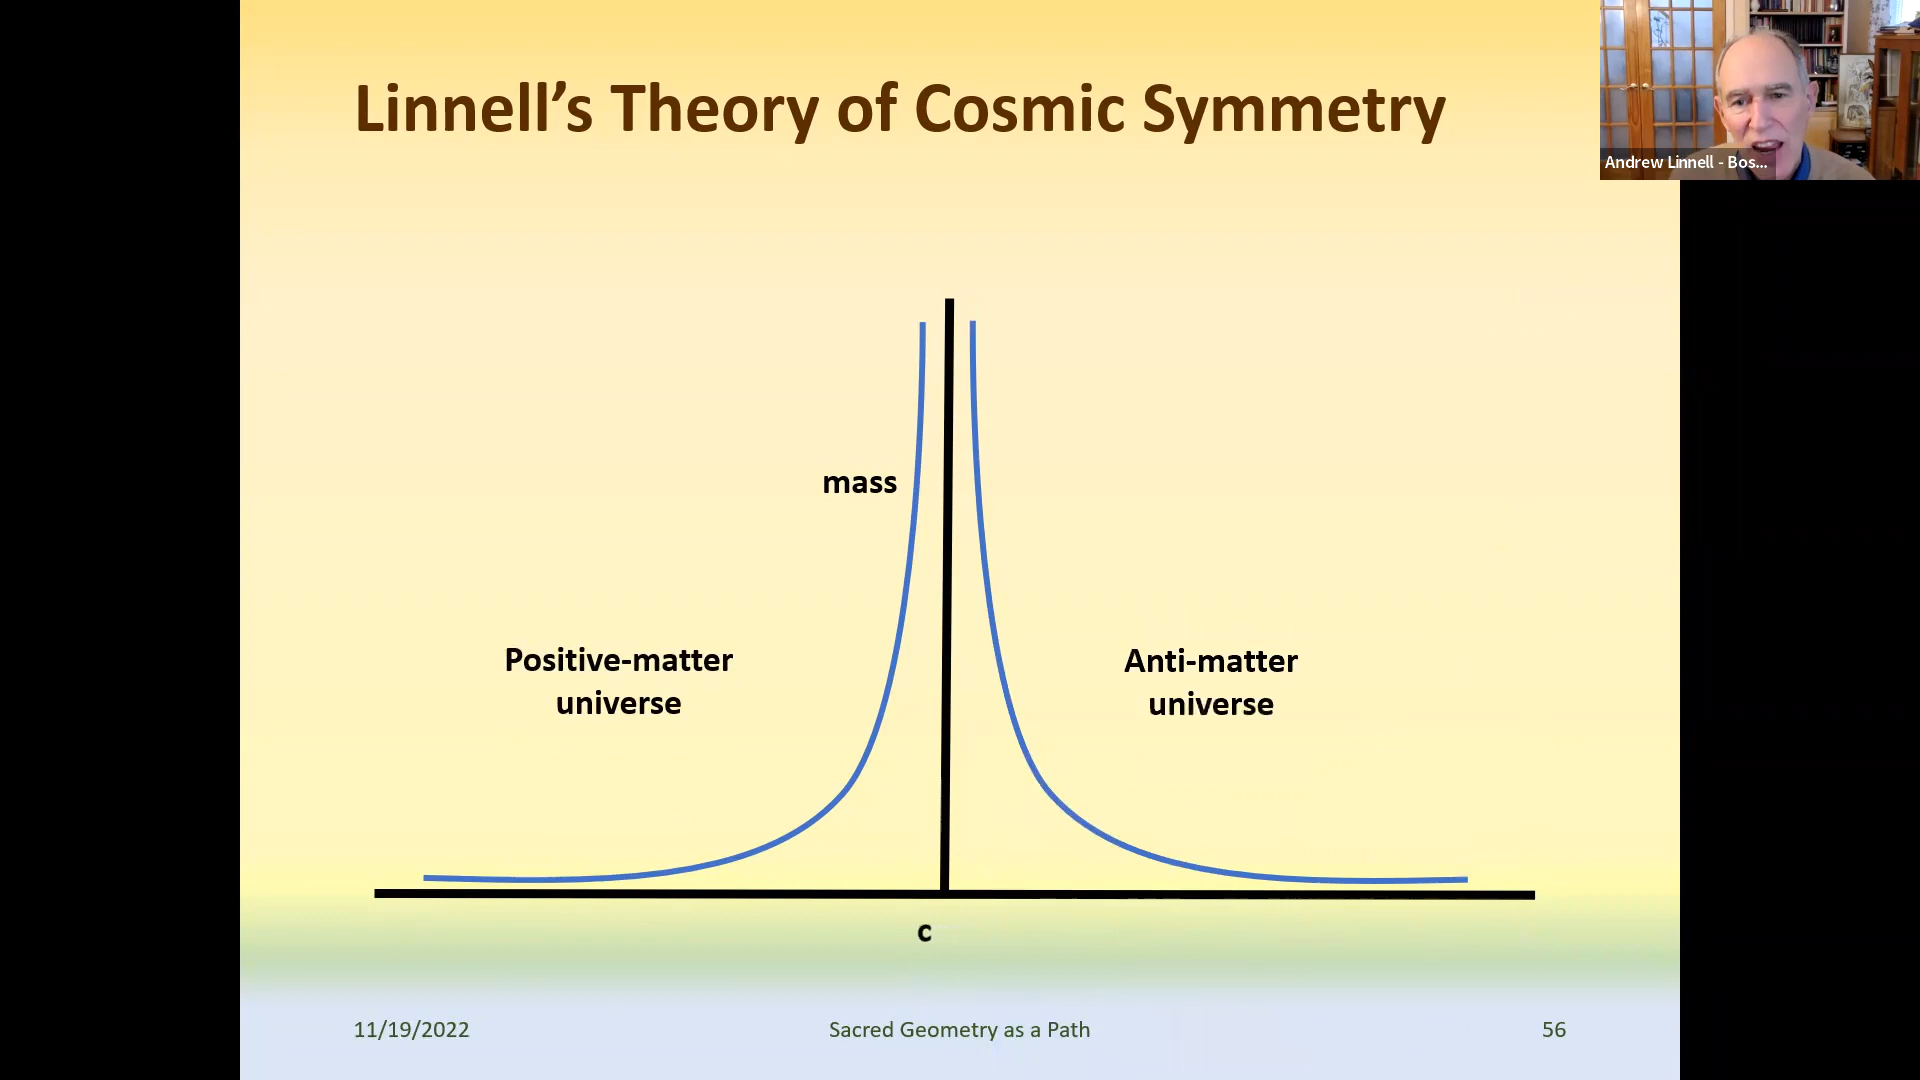 Linnell’s Theory of Cosmic Symmetry
Andrew Linnell - Bos...
mass
Positive-matter
universe
Anti-matter
universe
c
11/19/2022
Sacred Geometry as a Path
56